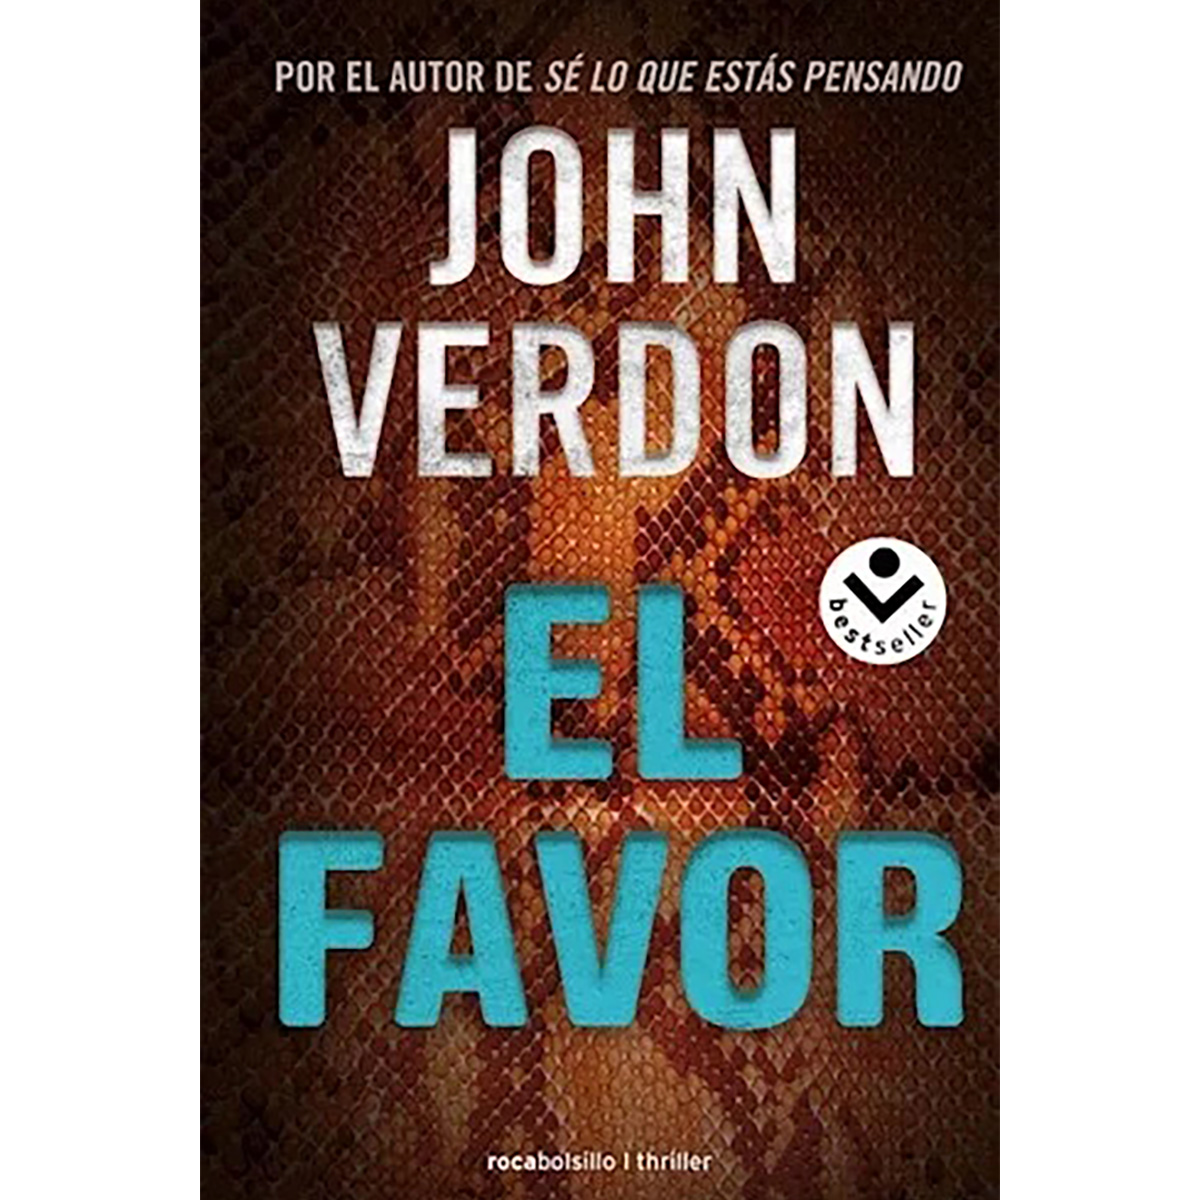 POR EL AUTOR DE SÉ LO QUE ESTÁS PENSANDO
JOHN
VERDON
EL
bestseller
FAVOR
rocabolsillo | thriller